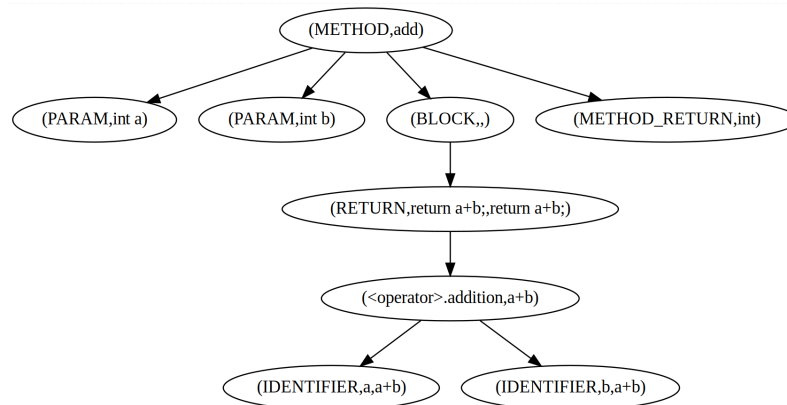 (METHOD,add)
(PARAM,int a)
(PARAM,int b)
(BLOCK,,)
(METHOD_RETURN,int)
(RETURN,return a+b;,return a+b;)
(<operator>.addition,a+b)
(IDENTIFIER,a,a+b)
(IDENTIFIER,b,a+b)